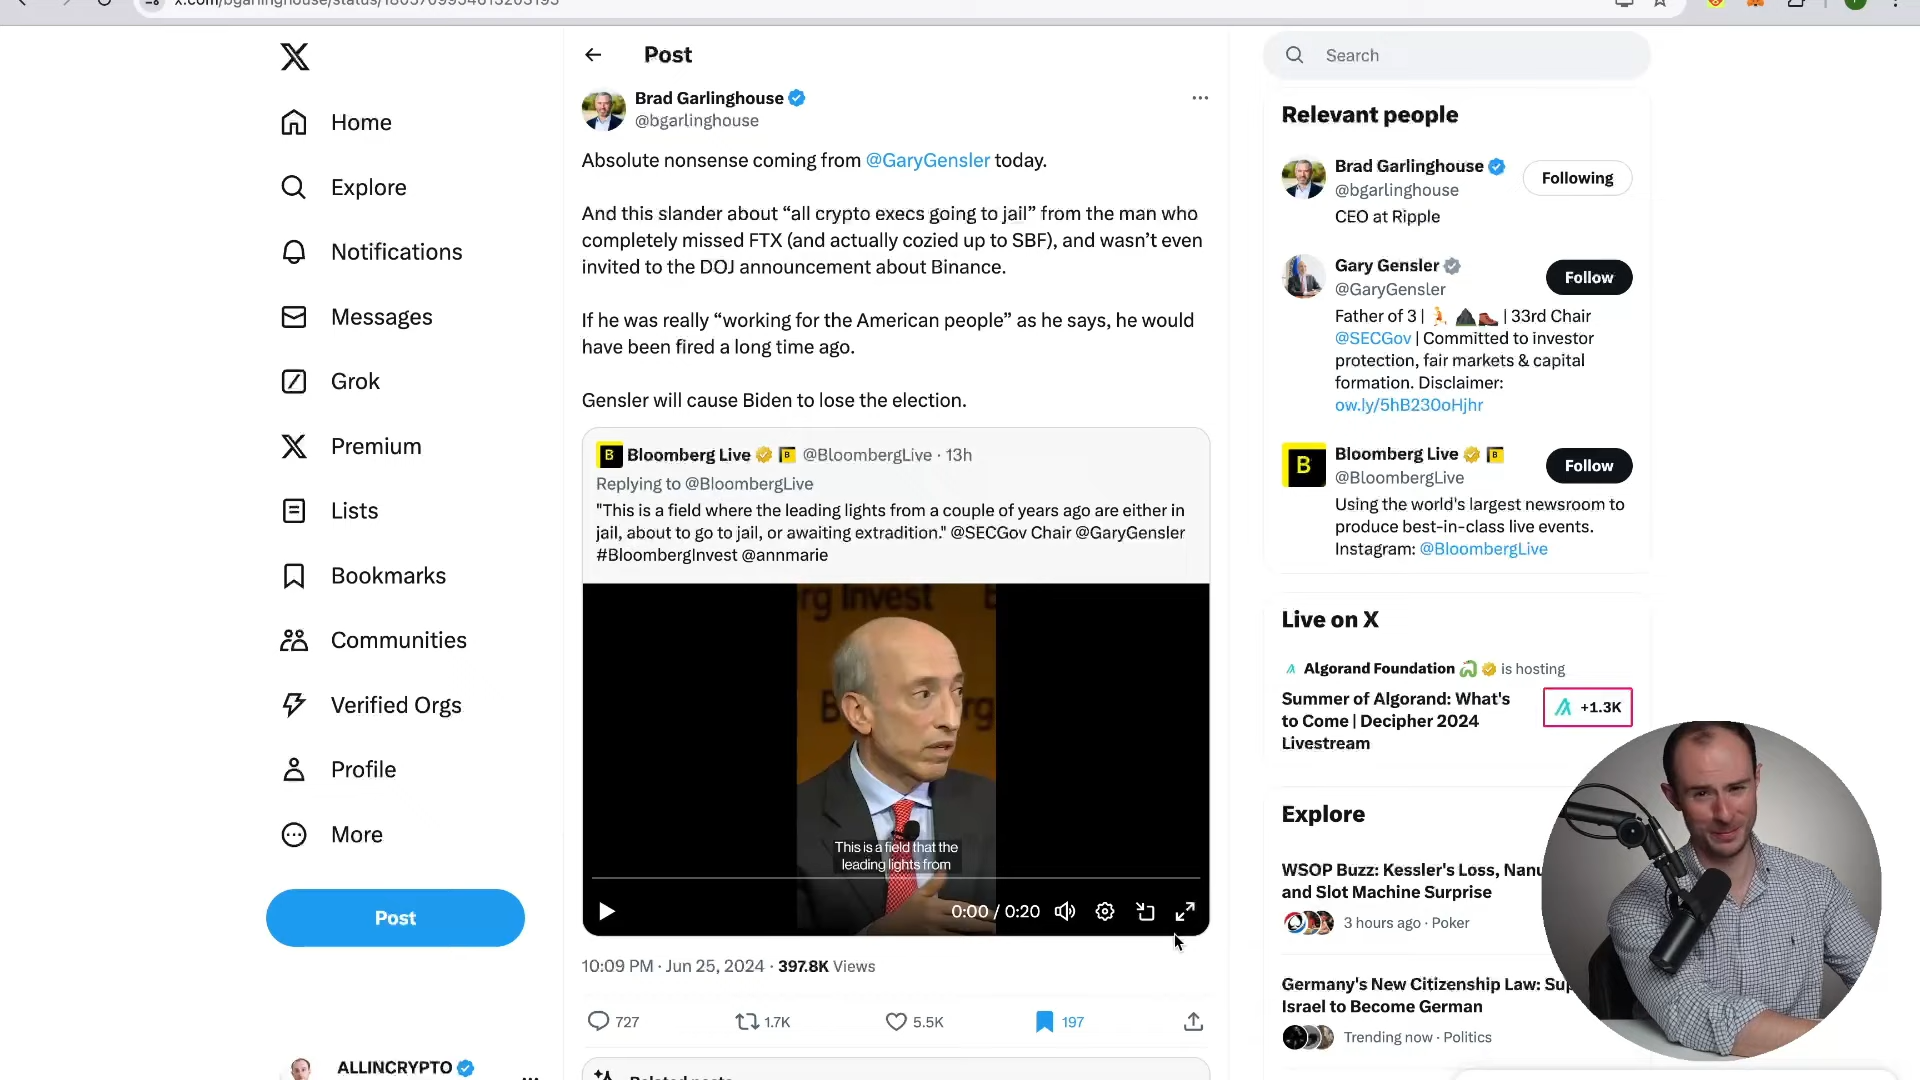 Post
Search
Home
Explore
Notifications
Messages
Grok
Premium
Lists
Bookmarks
Communities
Verified Orgs
Profile
More
Post
ALLINCRYPTO
Brad Garlinghouse
@bgarlinghouse
Absolute nonsense coming from @GaryGensler today.
And this slander about “all crypto execs going to jail” from the man who
completely missed FTX (and actually cozied up to SBF), and wasn’t even
invited to the DOJ announcement about Binance.
If he was really “working for the American people” as he says, he would
have been fired a long time ago.
Gensler will cause Biden to lose the election.
B Bloomberg Live B @BloombergLive · 13h
Replying to @BloombergLive
"This is a field where the leading lights from a couple of years ago are either in
jail, about to go to jail, or awaiting extradition." @SECGov Chair @GaryGensler
#BloombergInvest @annmarie
rg Invest
This is a field that the
leading lights from
0:00 / 0:20
10:09 PM · Jun 25, 2024 · 397.8K Views
727 1.7K 5.5K 197
Relevant people
Brad Garlinghouse
@bgarlinghouse
Following
CEO at Ripple
Gary Gensler
@GaryGensler
Follow
Father of 3 | | 33rd Chair
@SECGov | Committed to investor
protection, fair markets & capital
formation. Disclaimer:
ow.ly/5hB230oHjhr
B
Bloomberg Live B
@BloombergLive
Follow
Using the world's largest newsroom to
produce best-in-class live events.
Instagram: @BloombergLive
Live on X
Algorand Foundation is hosting
Summer of Algorand: What's
to Come | Decipher 2024
Livestream
+1.3K
Explore
WSOP Buzz: Kessler's Loss, Nanu
and Slot Machine Surprise
3 hours ago · Poker
Germany's New Citizenship Law: Sup
Israel to Become German
Trending now · Politics